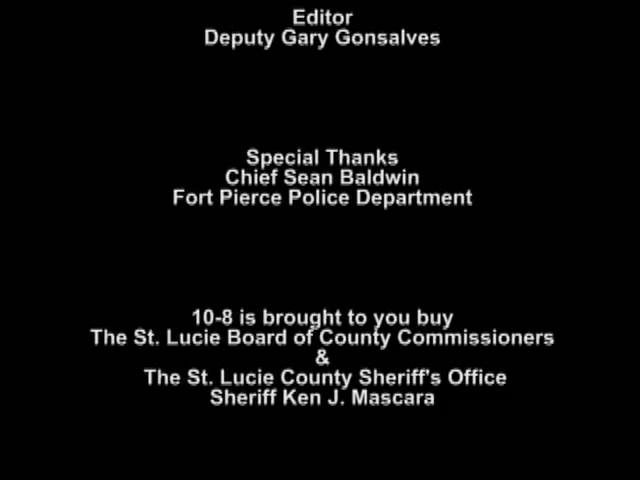 Editor
Deputy Gary Gonsalves
Special Thanks
Chief Sean Baldwin
Fort Pierce Police Department
10-8 is brought to you buy
The St. Lucie Board of County Commissioners
&
The St. Lucie County Sheriff's Office
Sheriff Ken J. Mascara